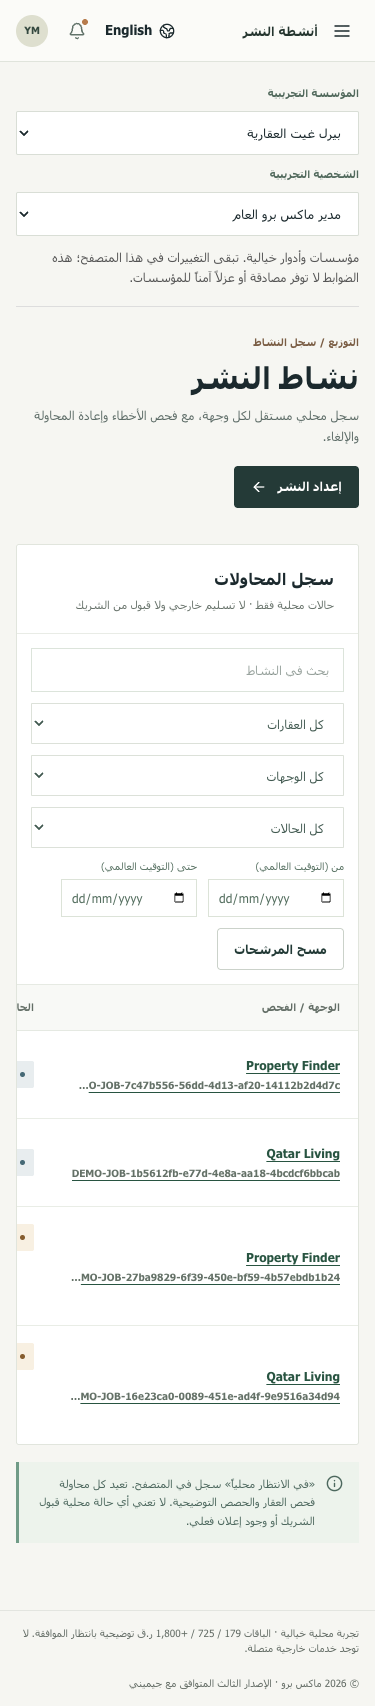 أنشطة النشر
English
YM
المؤسسة التجريبية
بيرل غيت العقارية
الشخصية التجريبية
مدير ماكس برو العام
مؤسسات وأدوار خيالية. تبقى التغييرات في هذا المتصفح؛ هذه
الضوابط لا توفر مصادقة أو عزلاً آمناً للمؤسسات.
التوزيع / سجل النشاط
نشاط النشر
سجل محلي مستقل لكل وجهة، مع فحص الأخطاء وإعادة المحاولة
والإلغاء.
إعداد النشر
سجل المحاولات
حالات محلية فقط · لا تسليم خارجي ولا قبول من الشريك
بحث في النشاط
كل العقارات
كل الوجهات
كل الحالات
من (التوقيت العالمي)
حتى (التوقيت العالمي)
dd/mm/yyyy
dd/mm/yyyy
مسح المرشحات
الوجهة / الفحص
الحا
Property Finder
...O-JOB-7c47b556-56dd-4d13-af20-14112b2d4d7c
Qatar Living
DEMO-JOB-1b5612fb-e77d-4e8a-aa18-4bcdcf6bbcab
Property Finder
...MO-JOB-27ba9829-6f39-450e-bf59-4b57ebdb1b24
Qatar Living
...MO-JOB-16e23ca0-0089-451e-ad4f-9e9516a34d94
«في الانتظار محلياً» سجل في المتصفح. تعيد كل محاولة
فحص العقار والحصص التوضيحية. لا تعني أي حالة محلية قبول
الشريك أو وجود إعلان فعلي.
تجربة محلية خيالية · الباقات 179 / 725 / +1,800 ر.ق توضيحية بانتظار الموافقة. لا
توجد خدمات خارجية متصلة.
© 2026 ماكس برو · الإصدار الثالث المتوافق مع جيميني